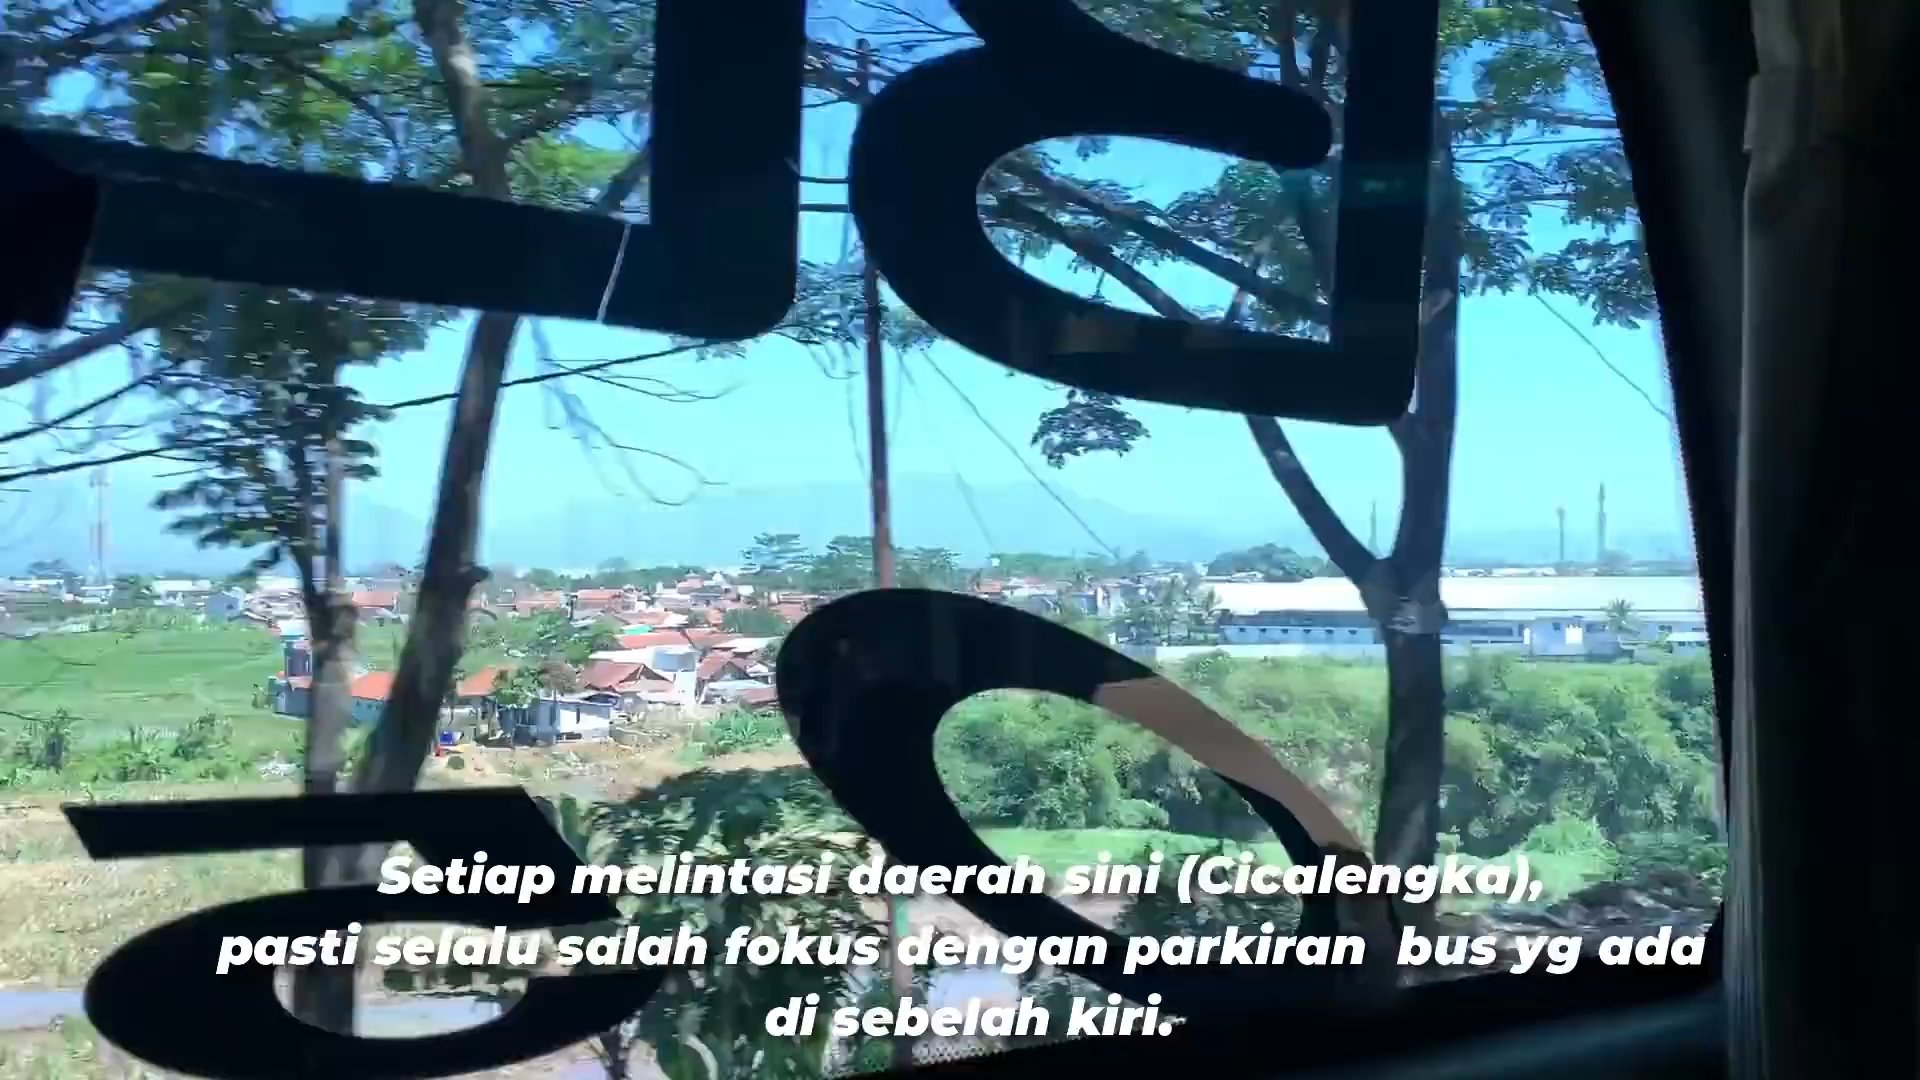 Setiap melintasi daerah sini (Cicalengka),
pasti selalu salah fokus dengan parkiran bus yg ada
di sebelah kiri.